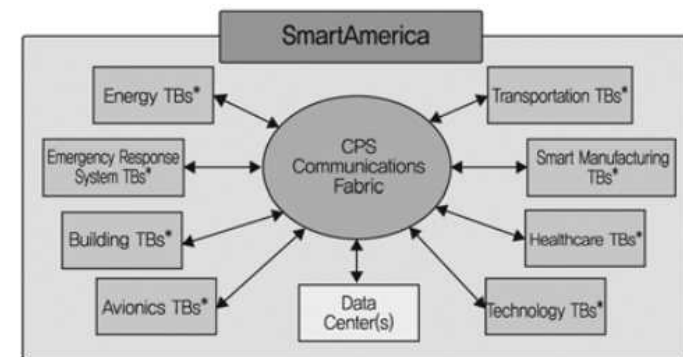 SmartAmerica
Energy TBs*
Transportation TBs*
CPS
Communications
Fabric
Emergency Response
System TBs*
Smart Manufacturing
TBs*
Building TBs*
Healthcare TBs*
Avionics TBs*
Data
Center(s)
Technology TBs*